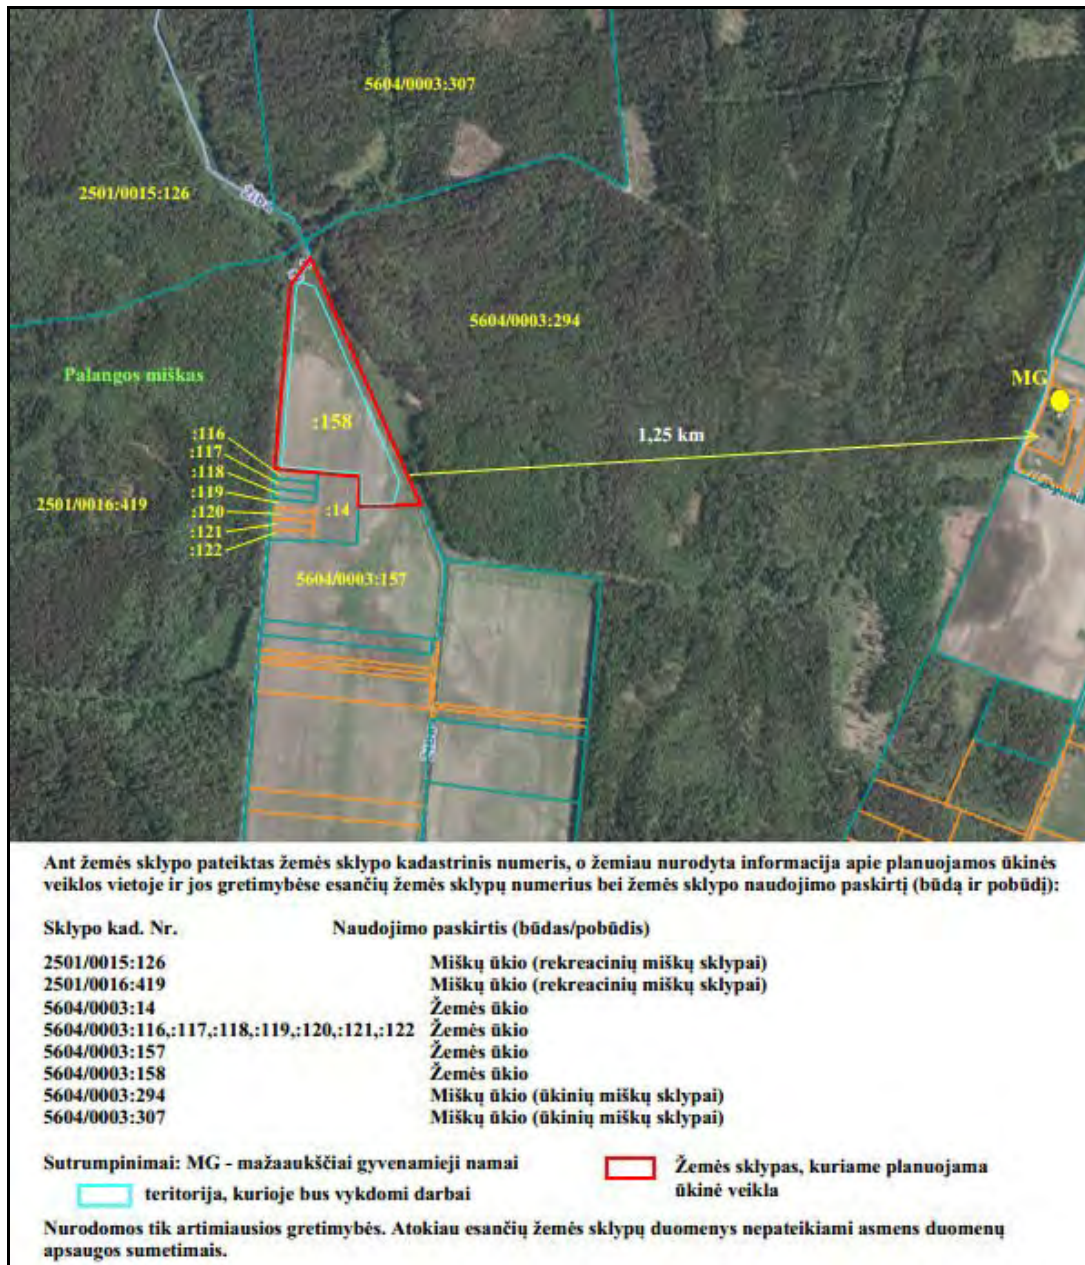 5604/0003:307
2501/0015:126
5604/0003:294
Palangos miškas
MG
:158
1,25 km
:116
:117
:118
:119
:120
:121
:122
2501/0016:419
:14
5604/0003:157
Ant žemės sklypo pateiktas žemės sklypo kadastrinis numeris, o žemiau nurodyta informacija apie planuojamos ūkinės
veiklos vietoje ir jos gretimybėse esančių žemės sklypų numerius bei žemės sklypo naudojimo paskirtį (būdą ir pobūdį):
Sklypo kad. Nr. Naudojimo paskirtis (būdas/pobūdis)
2501/0015:126 Miškų ūkio (rekreacinių miškų sklypai)
2501/0016:419 Miškų ūkio (rekreacinių miškų sklypai)
5604/0003:14 Žemės ūkio
5604/0003:116,:117,:118,:119,:120,:121,:122 Žemės ūkio
5604/0003:157 Žemės ūkio
5604/0003:158 Žemės ūkio
5604/0003:294 Miškų ūkio (ūkinių miškų sklypai)
5604/0003:307 Miškų ūkio (ūkinių miškų sklypai)
Sutrumpinimai: MG - mažaaukščiai gyvenamieji namai
teritorija, kurioje bus vykdomi darbai
Žemės sklypas, kuriame planuojama
ūkinė veikla
Nurodomos tik artimiausios gretimybės. Atokiau esančių žemės sklypų duomenys nepateikiami asmens duomenų
apsaugos sumetimais.